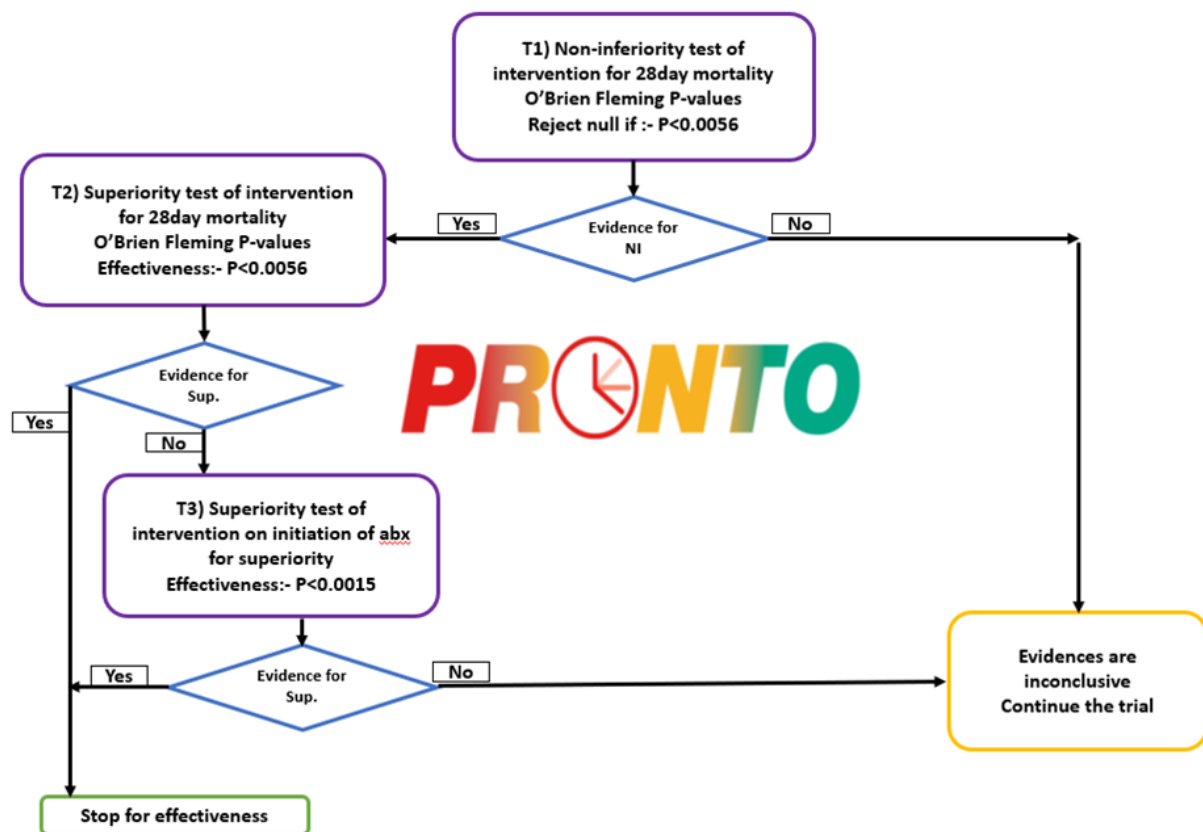 T1) Non-inferiority test of
intervention for 28day mortality
O'Brien Fleming P-values
Reject null if :- P<0.0056
T2) Superiority test of intervention
for 28day mortality
O'Brien Fleming P-values
Effectiveness:- P<0.0056
Yes
Evidence for
NI
No
PRONTO
Evidence for
Sup.
Yes
No
T3) Superiority test of
intervention on initiation of abx
for superiority
Effectiveness:- P<0.0015
Yes
Evidence for
Sup.
No
Evidences are
inconclusive
Continue the trial
Stop for effectiveness